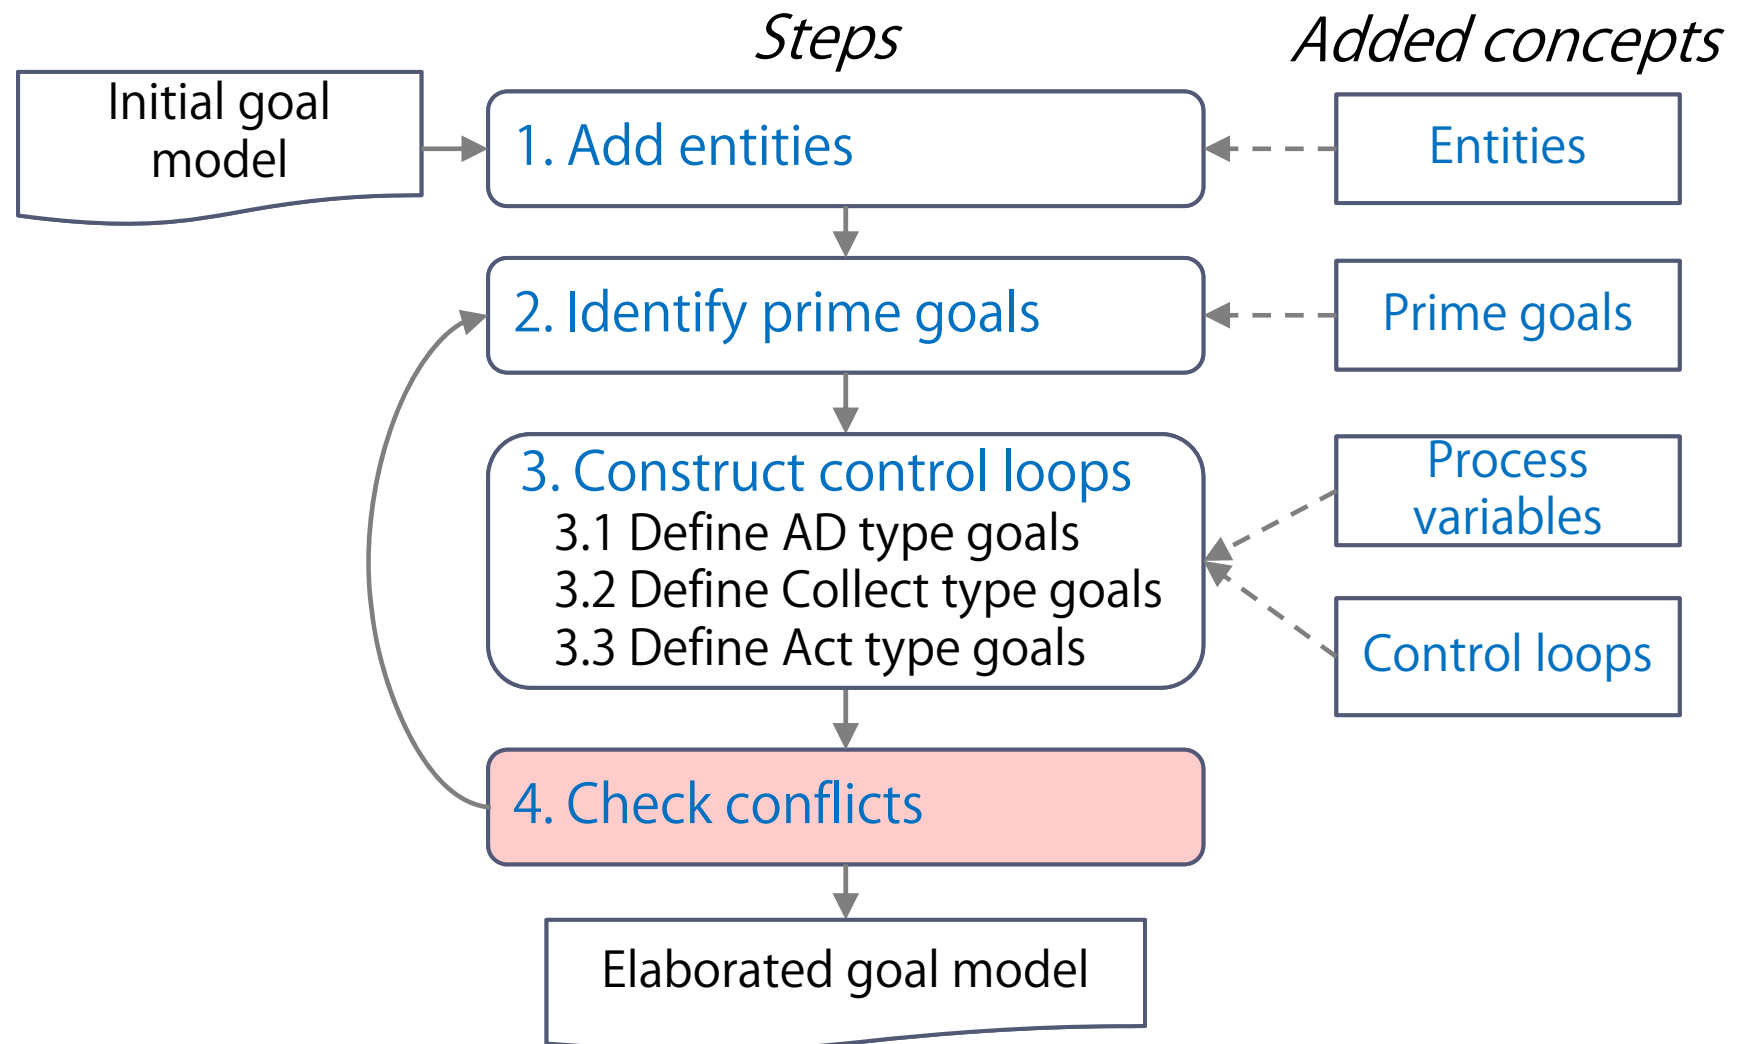 Steps
Added concepts
Initial goal
model
1. Add entities
Entities
2. Identify prime goals
Prime goals
3. Construct control loops
3.1 Define AD type goals
3.2 Define Collect type goals
3.3 Define Act type goals
Process
variables
Control loops
4. Check conflicts
Elaborated goal model